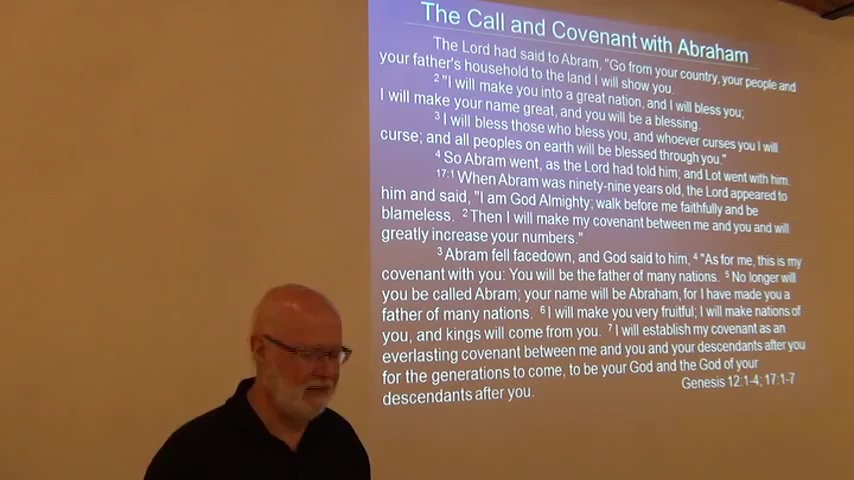 The Call and Covenant with Abraham
The Lord had said to Abram, "Go from your country, your people and
your father's household to the land I will show you.
2 "I will make you into a great nation, and I will bless you;
I will make your name great, and you will be a blessing.
3 I will bless those who bless you, and whoever curses you I will
curse; and all peoples on earth will be blessed through you."
4 So Abram went, as the Lord had told him; and Lot went with him.
17:1 When Abram was ninety-nine years old, the Lord appeared to
him and said, "I am God Almighty; walk before me faithfully and be
blameless. 2 Then I will make my covenant between me and you and will
greatly increase your numbers."
3 Abram fell facedown, and God said to him, 4 "As for me, this is my
covenant with you: You will be the father of many nations. 5 No longer will
you be called Abram; your name will be Abraham, for I have made you a
father of many nations. 6 I will make you very fruitful; I will make nations of
you, and kings will come from you. 7 I will establish my covenant as an
everlasting covenant between me and you and your descendants after you
for the generations to come, to be your God and the God of your
descendants after you.
Genesis 12:1-4; 17:1-7